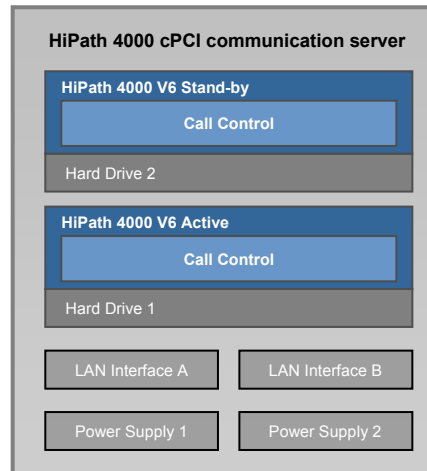 HiPath 4000 cPCI communication server
HiPath 4000 V6 Stand-by
Call Control
Hard Drive 2
HiPath 4000 V6 Active
Call Control
Hard Drive 1
LAN Interface A
LAN Interface B
Power Supply 1
Power Supply 2